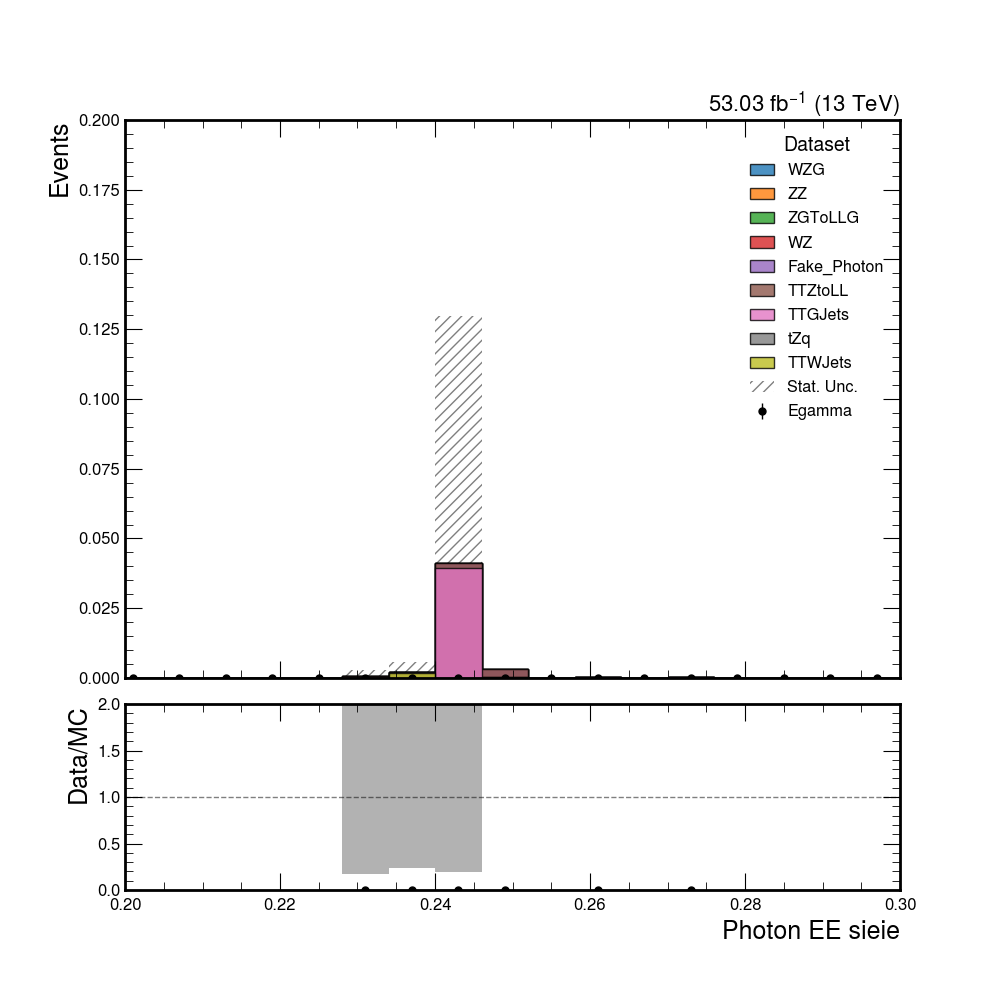 53.03 fb⁻¹ (13 TeV)
Events
0.200
0.175
0.150
0.125
0.100
0.075
0.050
0.025
0.000
Dataset
WZG
ZZ
ZGToLLG
WZ
Fake_Photon
TTZtoLL
TTGJets
tZq
TTWJets
Stat. Unc.
Egamma
Data/MC
2.0
1.5
1.0
0.5
0.0
0.20 0.22 0.24 0.26 0.28 0.30
Photon EE sieie